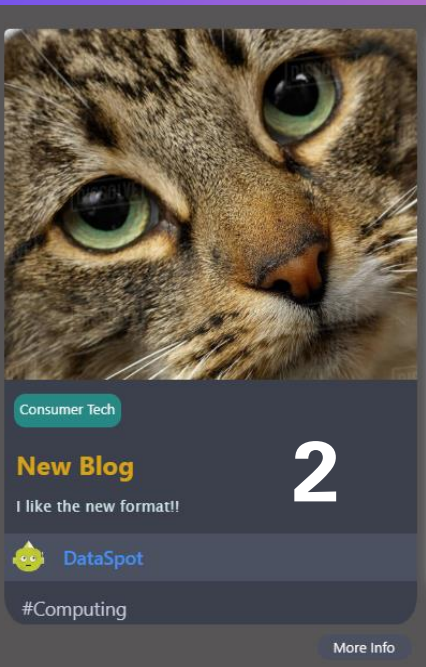 Consumer Tech
New Blog
2
I like the new format!!
DataSpot
#Computing
More Info